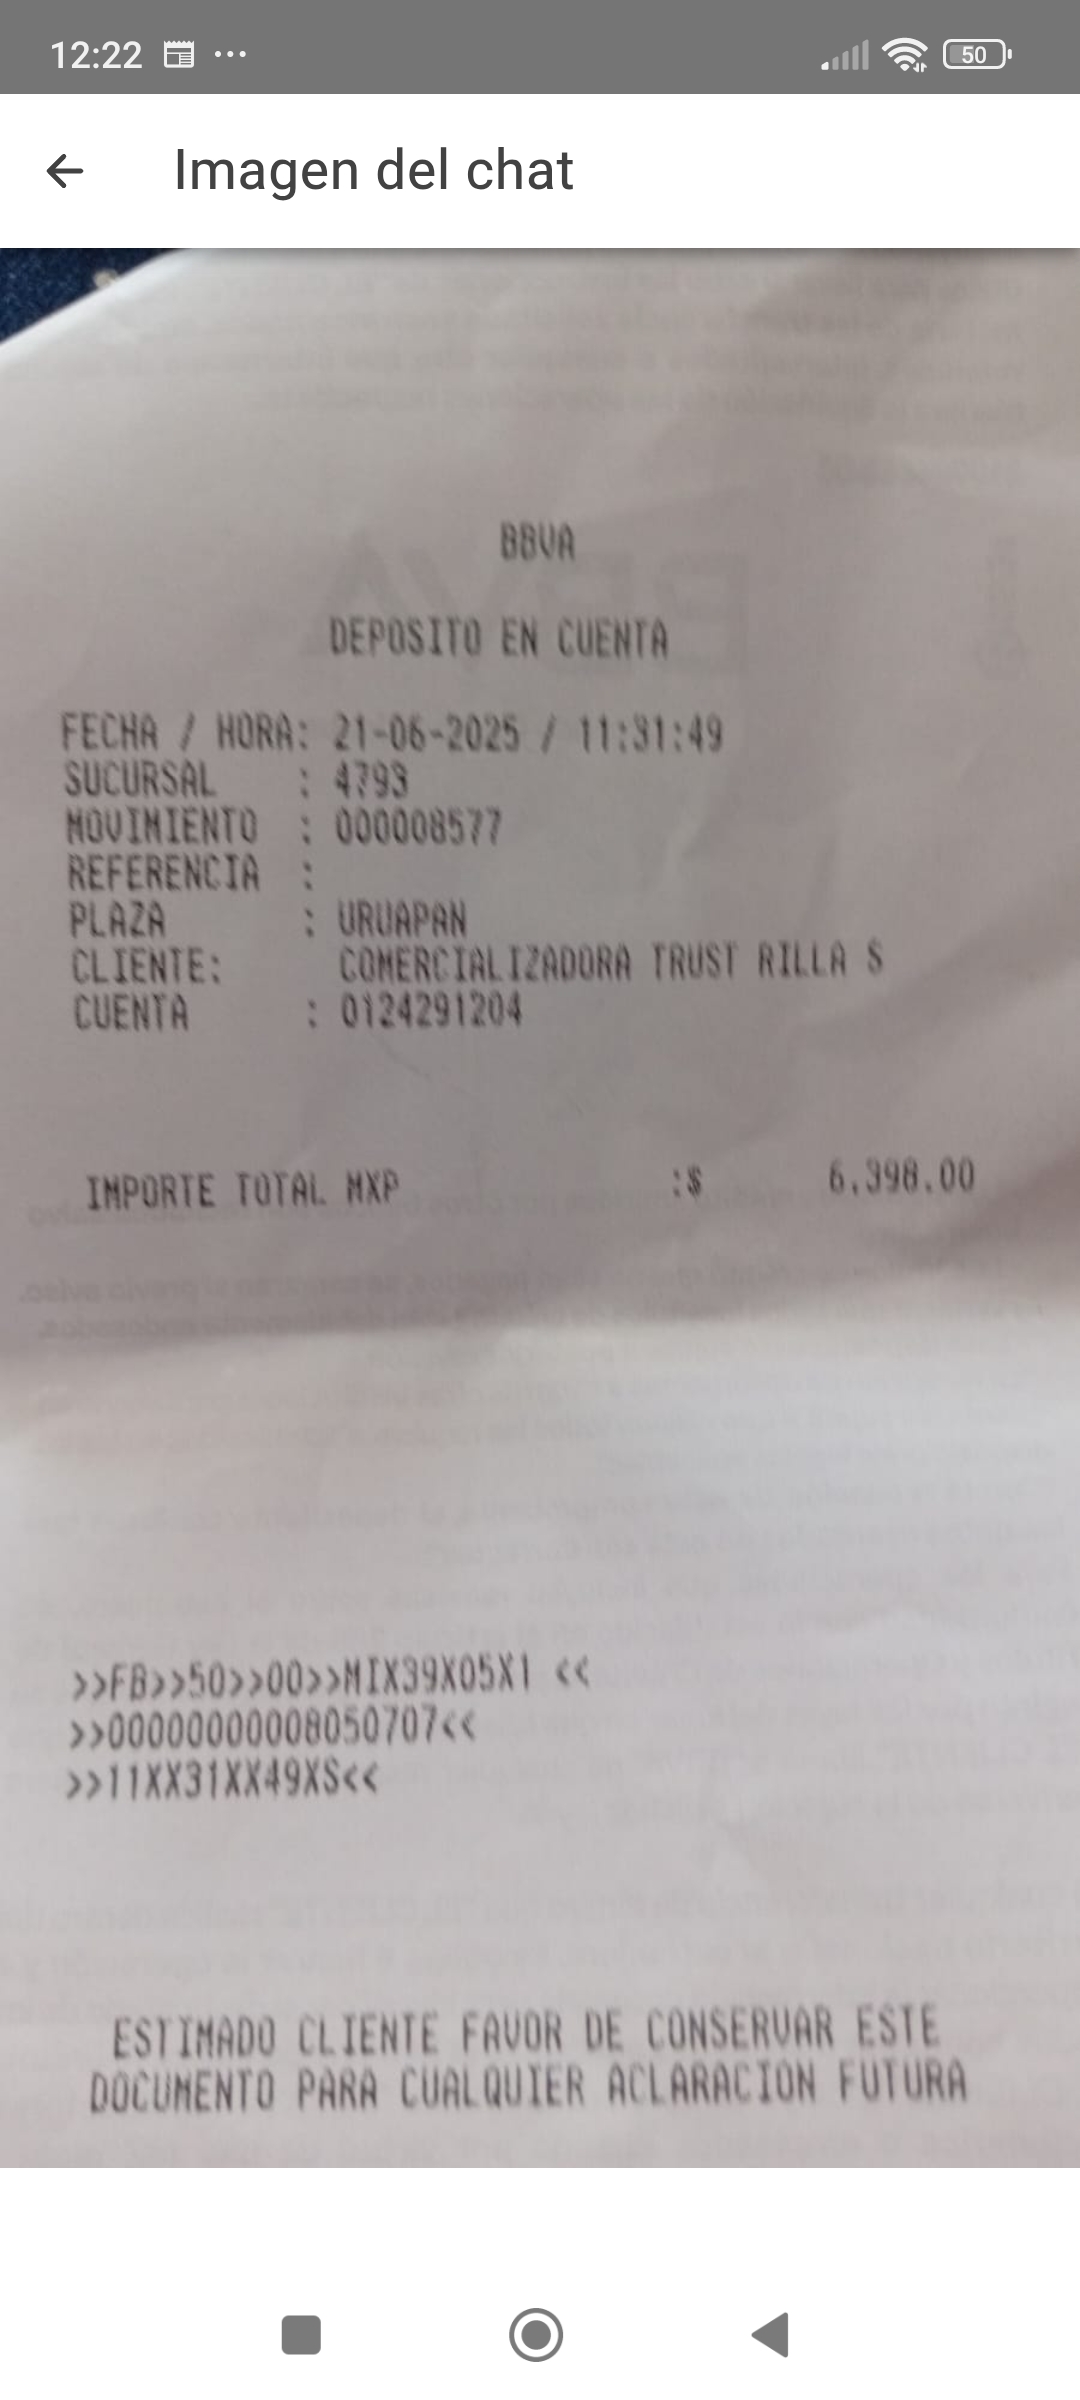 12:22
50
Imagen del chat
BBVA
DEPOSITO EN CUENTA
FECHA / HORA: 21-06-2025 / 11:31:49
SUCURSAL : 4793
MOVIMIENTO : 000008577
REFERENCIA :
PLAZA : URUAPAN
CLIENTE: COMERCIALIZADORA TRUST RILLA S
CUENTA : 0124291204
IMPORTE TOTAL MXP :$ 6,398.00
>>FB>>50>>00>>MIX39X05X1 <<
>>00000000008050707<<
>>11XX31XX49XS<<
ESTIMADO CLIENTE FAVOR DE CONSERVAR ESTE
DOCUMENTO PARA CUALQUIER ACLARACION FUTURA